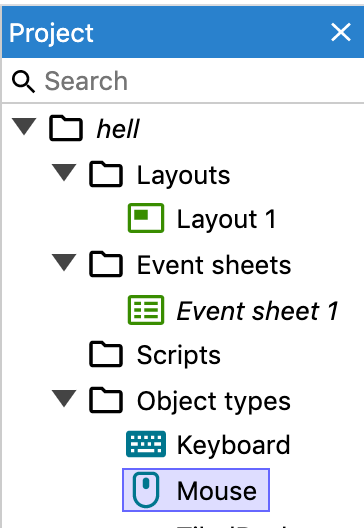 Project
Search
hell
Layouts
Layout 1
Event sheets
Event sheet 1
Scripts
Object types
Keyboard
Mouse